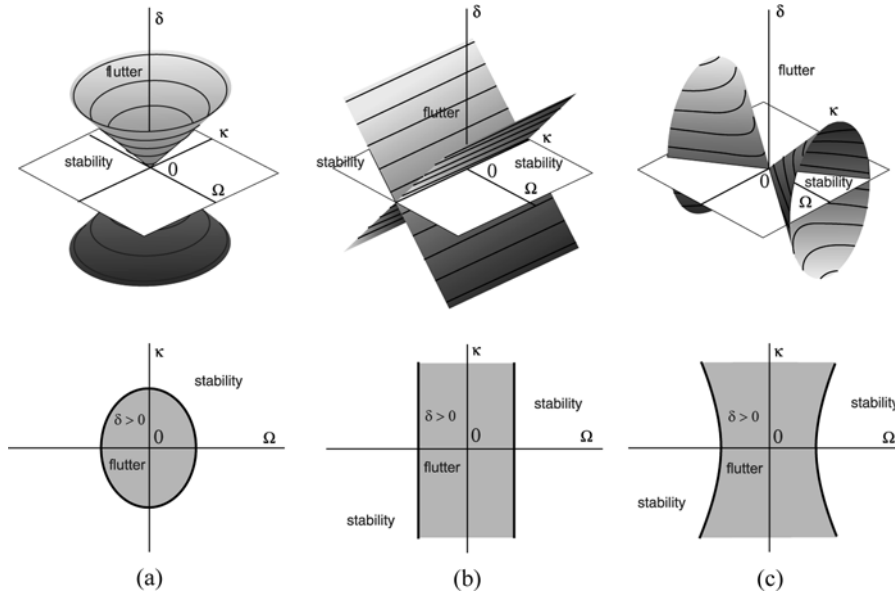 δ
flutter
κ
stability
0
Ω
δ
flutter
κ
stability
stability
0
Ω
δ
flutter
κ
0
stability
Ω
κ
stability
δ > 0
0
Ω
flutter
κ
stability
δ > 0
0
Ω
flutter
stability
κ
stability
δ > 0
0
Ω
flutter
stability
(a)
(b)
(c)